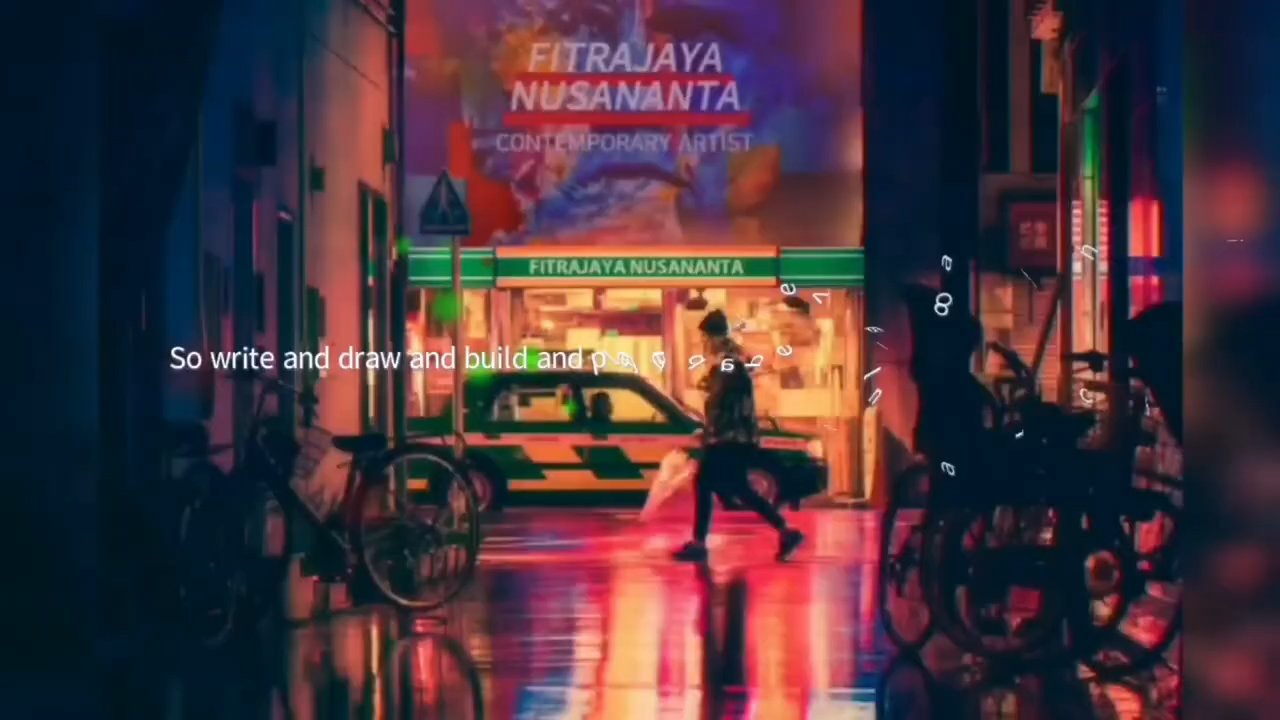 FITRAJAYA
NUSANANTA
CONTEMPORARY ARTIST
FITRAJAYA NUSANANTA
So write and draw and build and